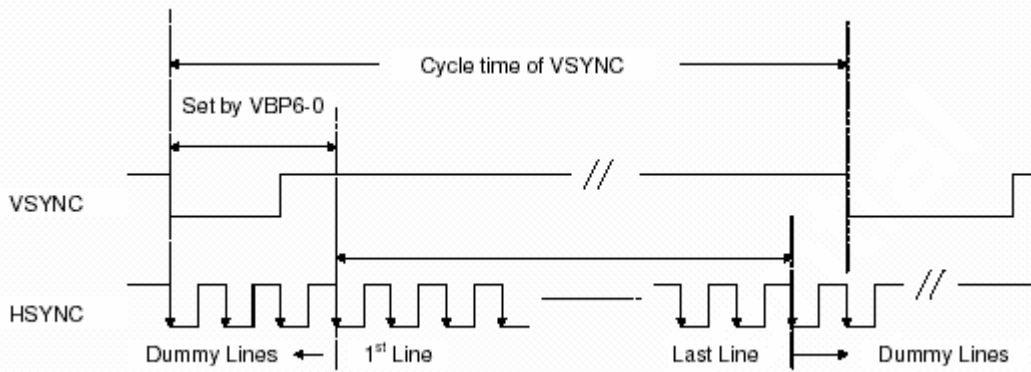 Cycle time of VSYNC
Set by VBP6-0
VSYNC
HSYNC
Dummy Lines 1st Line Last Line Dummy Lines